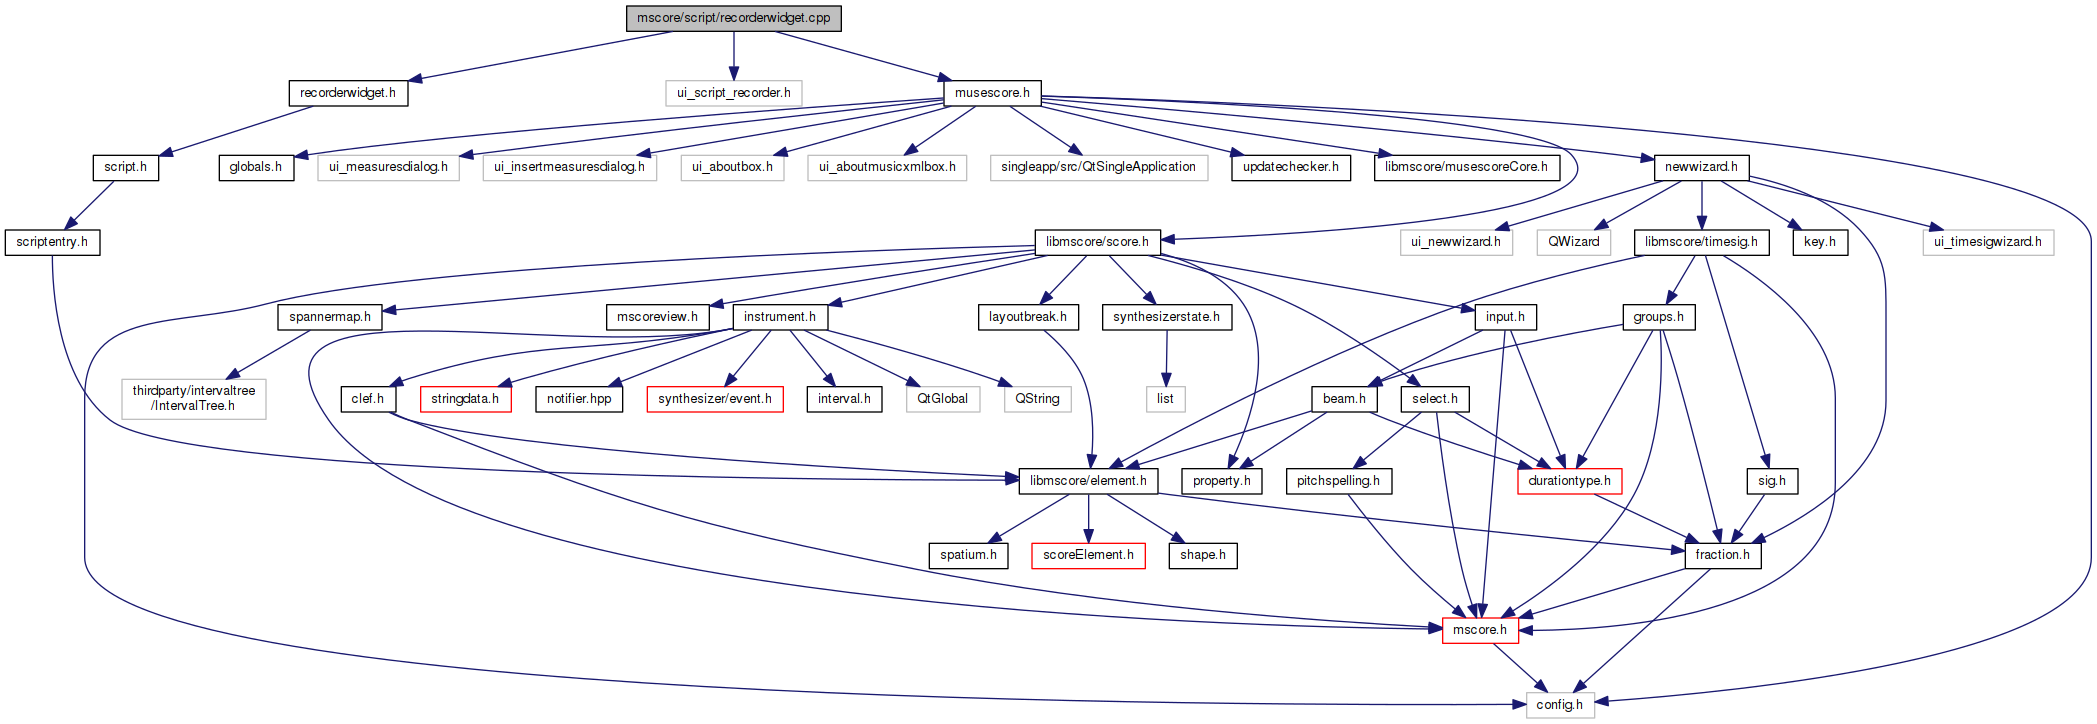 mscore/script/recorderwidget.cpp
recorderwidget.h
ui_script_recorder.h
musescore.h
script.h
globals.h
ui_measuresdialog.h
ui_insertmeasuresdialog.h
ui_aboutbox.h
ui_aboutmusicxmlbox.h
singleapp/src/QtSingleApplication
updatechecker.h
libmscore/musescoreCore.h
newwizard.h
scriptentry.h
libmscore/score.h
ui_newwizard.h
QWizard
libmscore/timesig.h
key.h
ui_timesigwizard.h
spannermap.h
mscoreview.h
instrument.h
layoutbreak.h
synthesizerstate.h
input.h
groups.h
thirdparty/intervaltree
/IntervalTree.h
clef.h
stringdata.h
notifier.hpp
synthesizer/event.h
interval.h
QtGlobal
QString
list
beam.h
select.h
libmscore/element.h
property.h
pitchspelling.h
durationtype.h
sig.h
spatium.h
scoreElement.h
shape.h
fraction.h
mscore.h
config.h